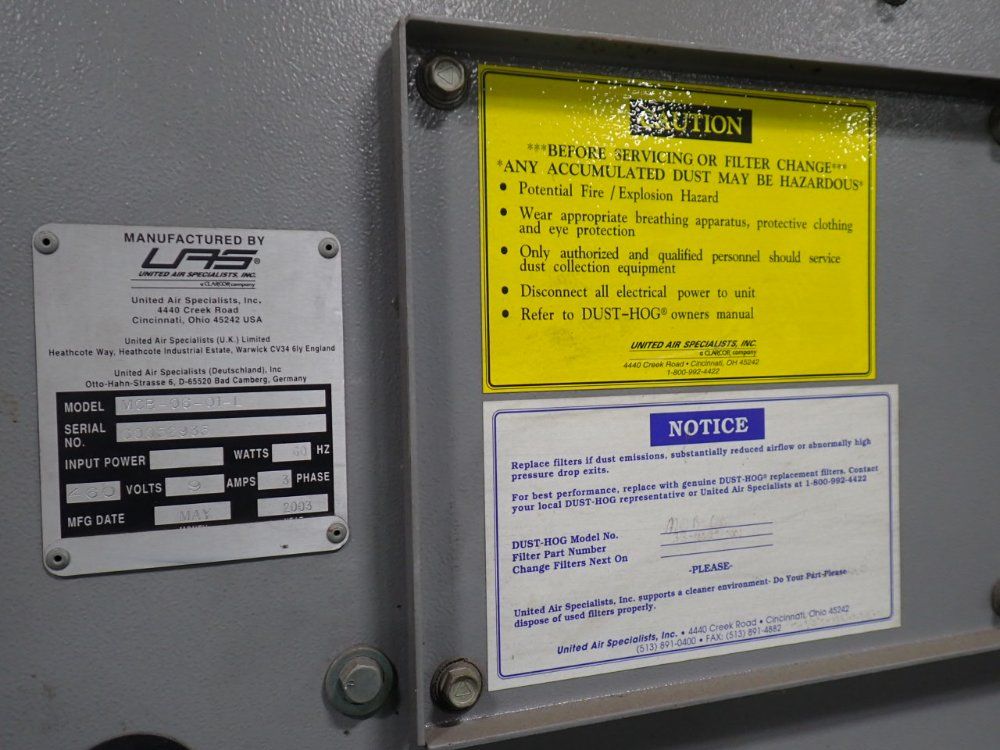 MANUFACTURED BY
UAS®
UNITED AIR SPECIALISTS, INC.
a CLARCOR company
United Air Specialists, Inc.
4440 Creek Road
Cincinnati, Ohio 45242 USA
United Air Specialists (U.K.) Limited
Heathcote Way, Heathcote Industrial Estate, Warwick CV34 6ly England
United Air Specialists (Deutschland), Inc
Otto-Hahn-Strasse 6, D-65520 Bad Camberg, Germany
MODEL MCB-06-01-L
SERIAL
NO.
INPUT POWER WATTS 60 HZ
460 VOLTS 9 AMPS 3 PHASE
MFG DATE MAY 2003
CAUTION
***BEFORE SERVICING OR FILTER CHANGE***
*ANY ACCUMULATED DUST MAY BE HAZARDOUS*
• Potential Fire / Explosion Hazard
• Wear appropriate breathing apparatus, protective clothing
and eye protection
• Only authorized and qualified personnel should service
dust collection equipment
• Disconnect all electrical power to unit
• Refer to DUST-HOG® owners manual
UNITED AIR SPECIALISTS, INC.
a CLARCOR company
4440 Creek Road • Cincinnati, OH 45242
1-800-992-4422
NOTICE
Replace filters if dust emissions, substantially reduced airflow or abnormally high
pressure drop exits.
For best performance, replace with genuine DUST-HOG® replacement filters. Contact
your local DUST-HOG representative or United Air Specialists at 1-800-992-4422
DUST-HOG Model No.
Filter Part Number
Change Filters Next On
-PLEASE-
United Air Specialists, Inc. supports a cleaner environment- Do Your Part-Please
dispose of used filters properly.
United Air Specialists, Inc. • 4440 Creek Road • Cincinnati, Ohio 45242
(513) 891-0400 • FAX: (513) 891-4882